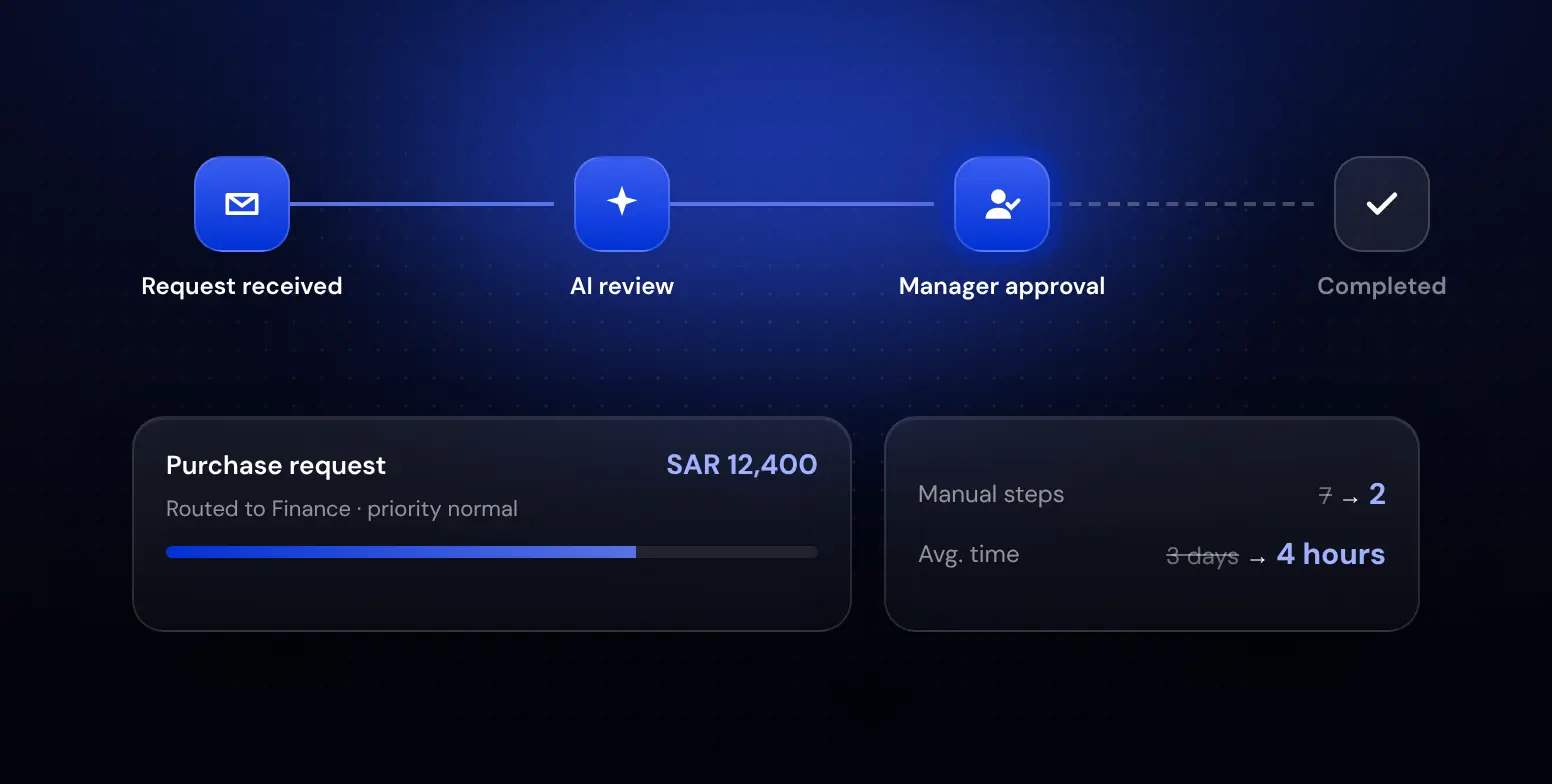 Request received
AI review
Manager approval
Completed
Purchase request
SAR 12,400
Routed to Finance · priority normal
Manual steps
7 → 2
Avg. time
3 days → 4 hours